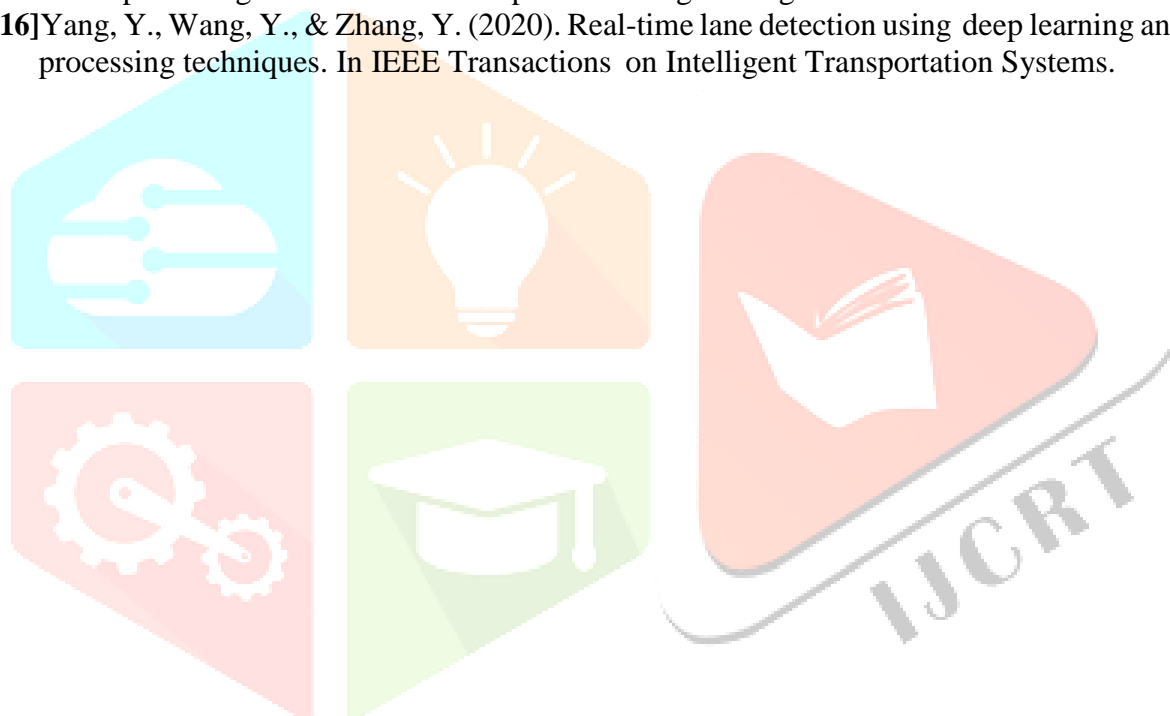 16]Yang, Y., Wang, Y., & Zhang, Y. (2020). Real-time lane detection using deep learning an
processing techniques. In IEEE Transactions on Intelligent Transportation Systems.
IJCRT